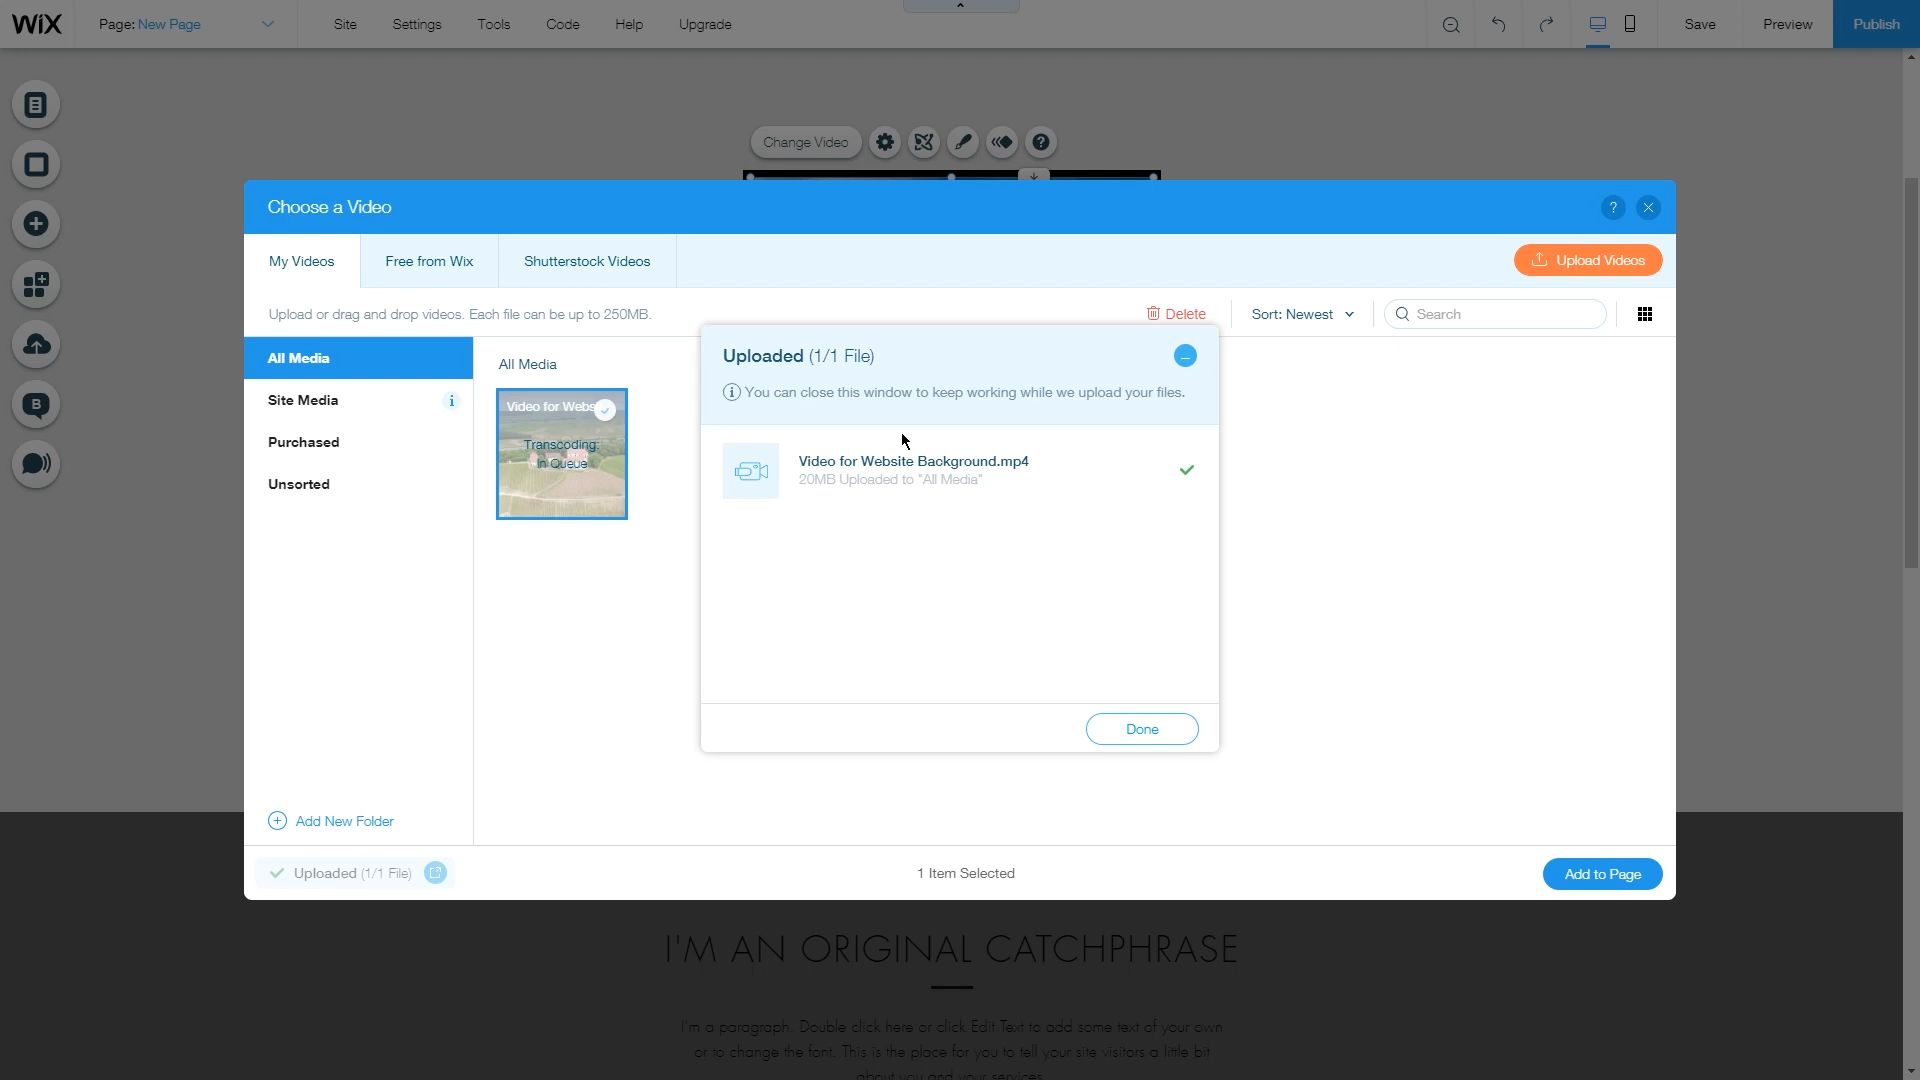 WiX
Page: New Page
Site
Settings
Tools
Code
Help
Upgrade
Save
Preview
Publish
Change Video
Choose a Video
My Videos
Free from Wix
Shutterstock Videos
Upload Videos
Upload or drag and drop videos. Each file can be up to 250MB.
Delete
Sort: Newest
Search
All Media
Site Media
Purchased
Unsorted
Add New Folder
All Media
Video for Webs
Transcoding:
In Queue
Uploaded (1/1 File)
You can close this window to keep working while we upload your files.
Video for Website Background.mp4
20MB Uploaded to "All Media"
Done
Uploaded (1/1 File)
1 Item Selected
Add to Page
I'M AN ORIGINAL CATCHPHRASE
I'm a paragraph. Double click here or click Edit Text to add some text of your own
or to change the font. This is the place for you to tell your site visitors a little bit
about you and your services.